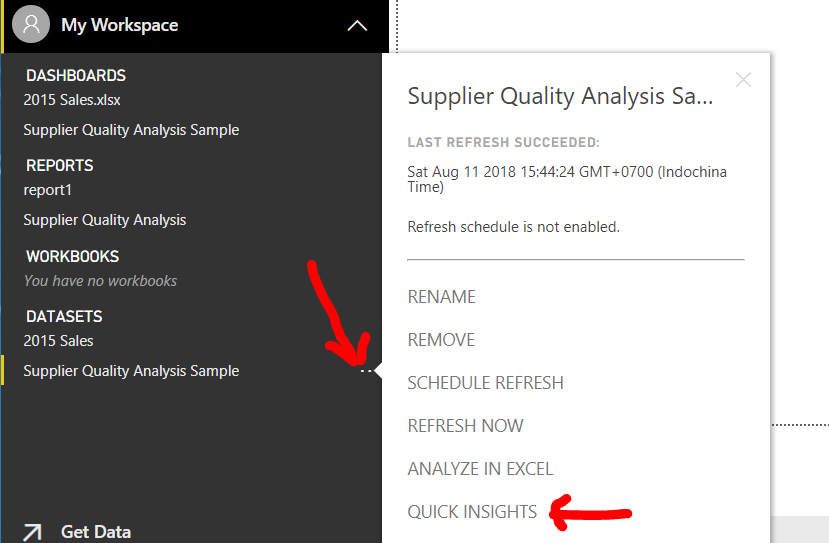 My Workspace
DASHBOARDS
2015 Sales.xlsx
Supplier Quality Analysis Sample
REPORTS
report1
Supplier Quality Analysis
WORKBOOKS
You have no workbooks
DATASETS
2015 Sales
Supplier Quality Analysis Sample
Get Data
Supplier Quality Analysis Sa...
LAST REFRESH SUCCEEDED:
Sat Aug 11 2018 15:44:24 GMT+0700 (Indochina
Time)
Refresh schedule is not enabled.
RENAME
REMOVE
SCHEDULE REFRESH
REFRESH NOW
ANALYZE IN EXCEL
QUICK INSIGHTS